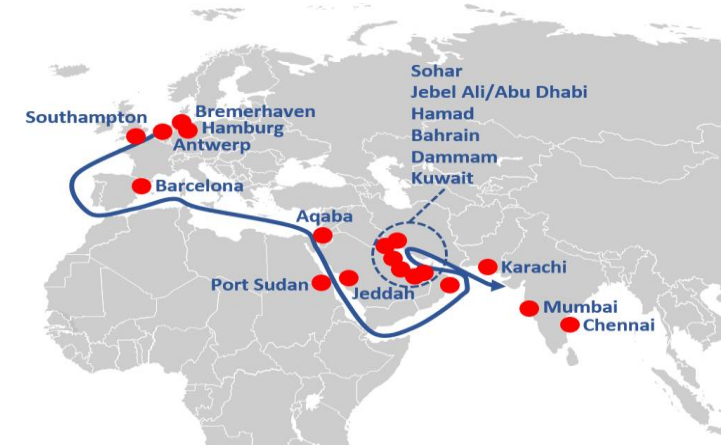 Sohar
Jebel Ali/Abu Dhabi
Hamad
Bahrain
Dammam
Kuwait
Southampton
Bremerhaven
Hamburg
Antwerp
Barcelona
Aqaba
Port Sudan
Jeddah
Karachi
Mumbai
Chennai